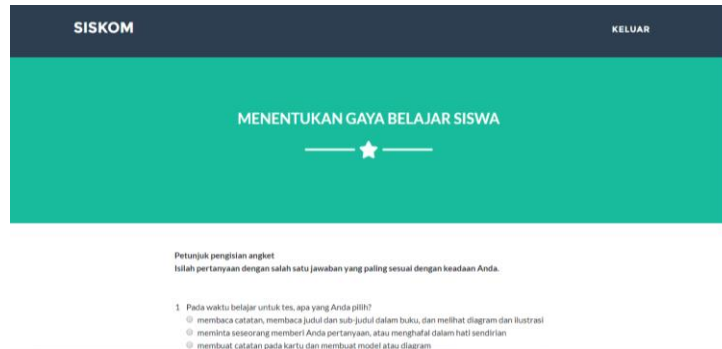 SISKOM
KELUAR
MENENTUKAN GAYA BELAJAR SISWA
Petunjuk pengisian angket
Isilah pertanyaan dengan salah satu jawaban yang paling sesuai dengan keadaan Anda.
1 Pada waktu belajar untuk tes, apa yang Anda pilih?
membaca catatan, membaca judul dan sub-judul dalam buku, dan melihat diagram dan ilustrasi
meminta seseorang memberi Anda pertanyaan, atau menghafal dalam hati sendirian
membuat catatan pada kartu dan membuat model atau diagram